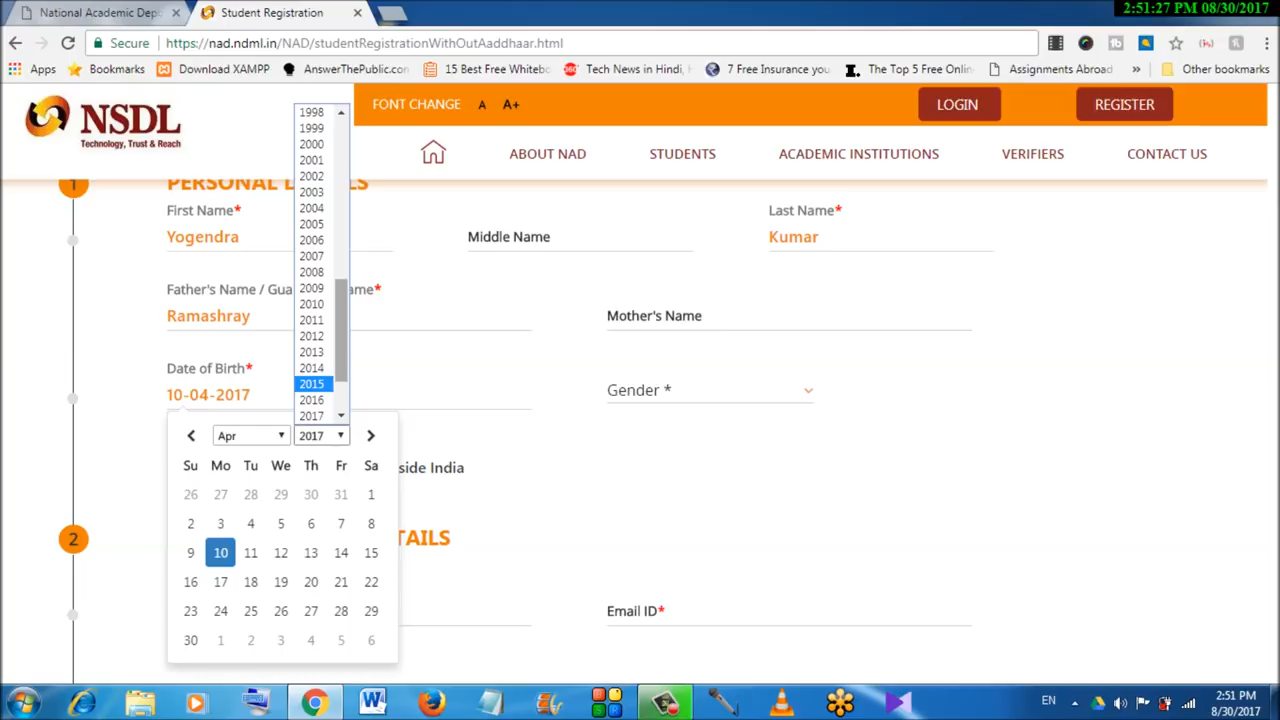 2:51:27 PM 08/30/2017
National Academic Dep
Student Registration
Secure
https://nad.ndml.in/NAD/studentRegistrationWithOutAaddhaar.html
Apps
Bookmarks
Download XAMPP
AnswerThePublic.co
15 Best Free Whitebo
Tech News in Hindi,
7 Free Insurance you
The Top 5 Free Onli
Assignments Abroad
»
Other bookmarks
NSDL
Technology, Trust & Reach
FONT CHANGE A A+
LOGIN
REGISTER
ABOUT NAD
STUDENTS
ACADEMIC INSTITUTIONS
VERIFIERS
CONTACT US
1
PERSONAL D LS
First Name*
Yogendra
Middle Name
Last Name*
Kumar
Father's Name / Gua ame*
Ramashray
Mother's Name
Date of Birth*
10-04-2017
Gender *
1998
1999
2000
2001
2002
2003
2004
2005
2006
2007
2008
2009
2010
2011
2012
2013
2014
2015
2016
2017
Apr 2017
Su Mo Tu We Th Fr Sa
26 27 28 29 30 31 1
2 3 4 5 6 7 8
9 10 11 12 13 14 15
16 17 18 19 20 21 22
23 24 25 26 27 28 29
30 1 2 3 4 5 6
side India
2
TAILS
Email ID*
EN
2:51 PM
8/30/2017